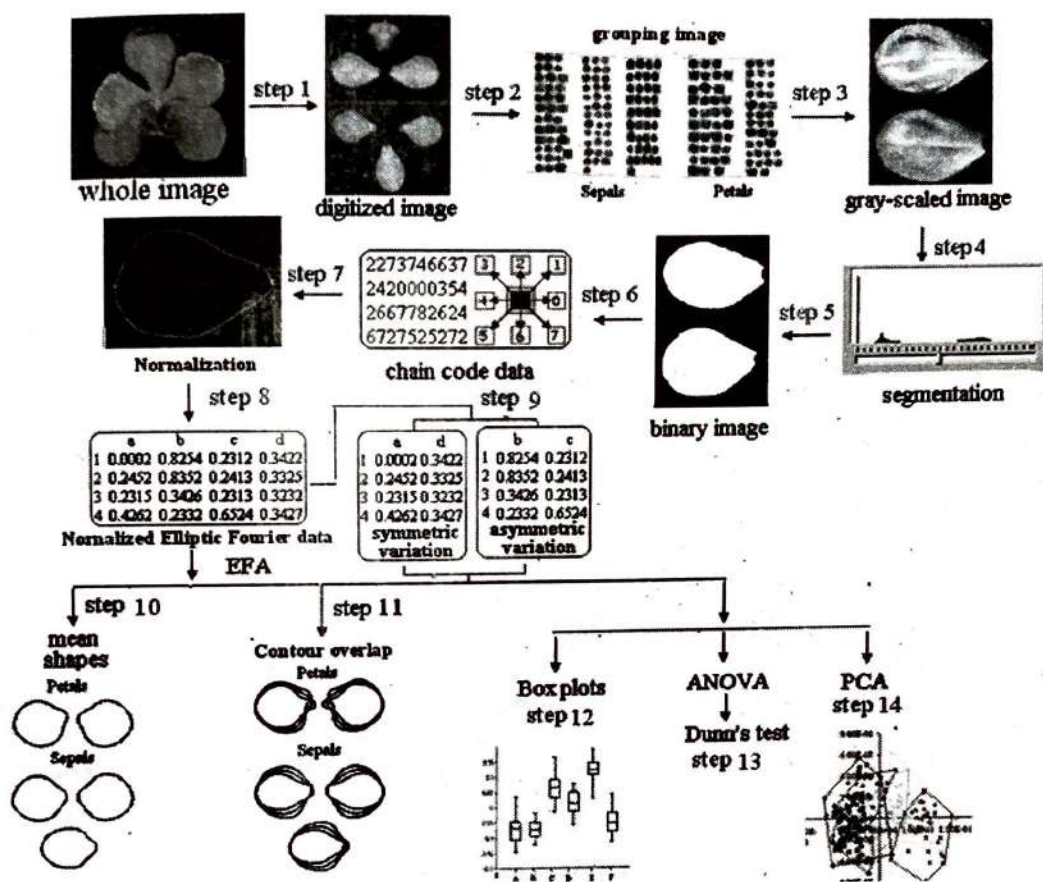 grouping image
step 1
step 2
step 3
Sepals
Petals
whole image
digitized image
gray-scaled image
step 4
2273746637
2420000354
2667782624
6727525272
3 2 1
4 0
5 6 7
step 7
step 6
step 5
Normalization
chain code data
binary image
segmentation
step 8
step 9
a b c d
1 0.0002 0.8254 0.2312 0.3422
2 0.2452 0.8352 0.2413 0.3325
3 0.2315 0.3426 0.2313 0.3232
4 0.4262 0.2332 0.6524 0.3427
Normalized Elliptic Fourier data
a d
1 0.0002 0.3422
2 0.2452 0.3325
3 0.2315 0.3232
4 0.4262 0.3427
symmetric
variation
b c
1 0.8254 0.2312
2 0.8352 0.2413
3 0.3426 0.2313
4 0.2332 0.6524
asymmetric
variation
EFA
step 10
mean
shapes
Petals
Sepals
step 11
Contour overlap
Petals
Sepals
Box plots
step 12
ANOVA
Dunn's test
step 13
PCA
step 14